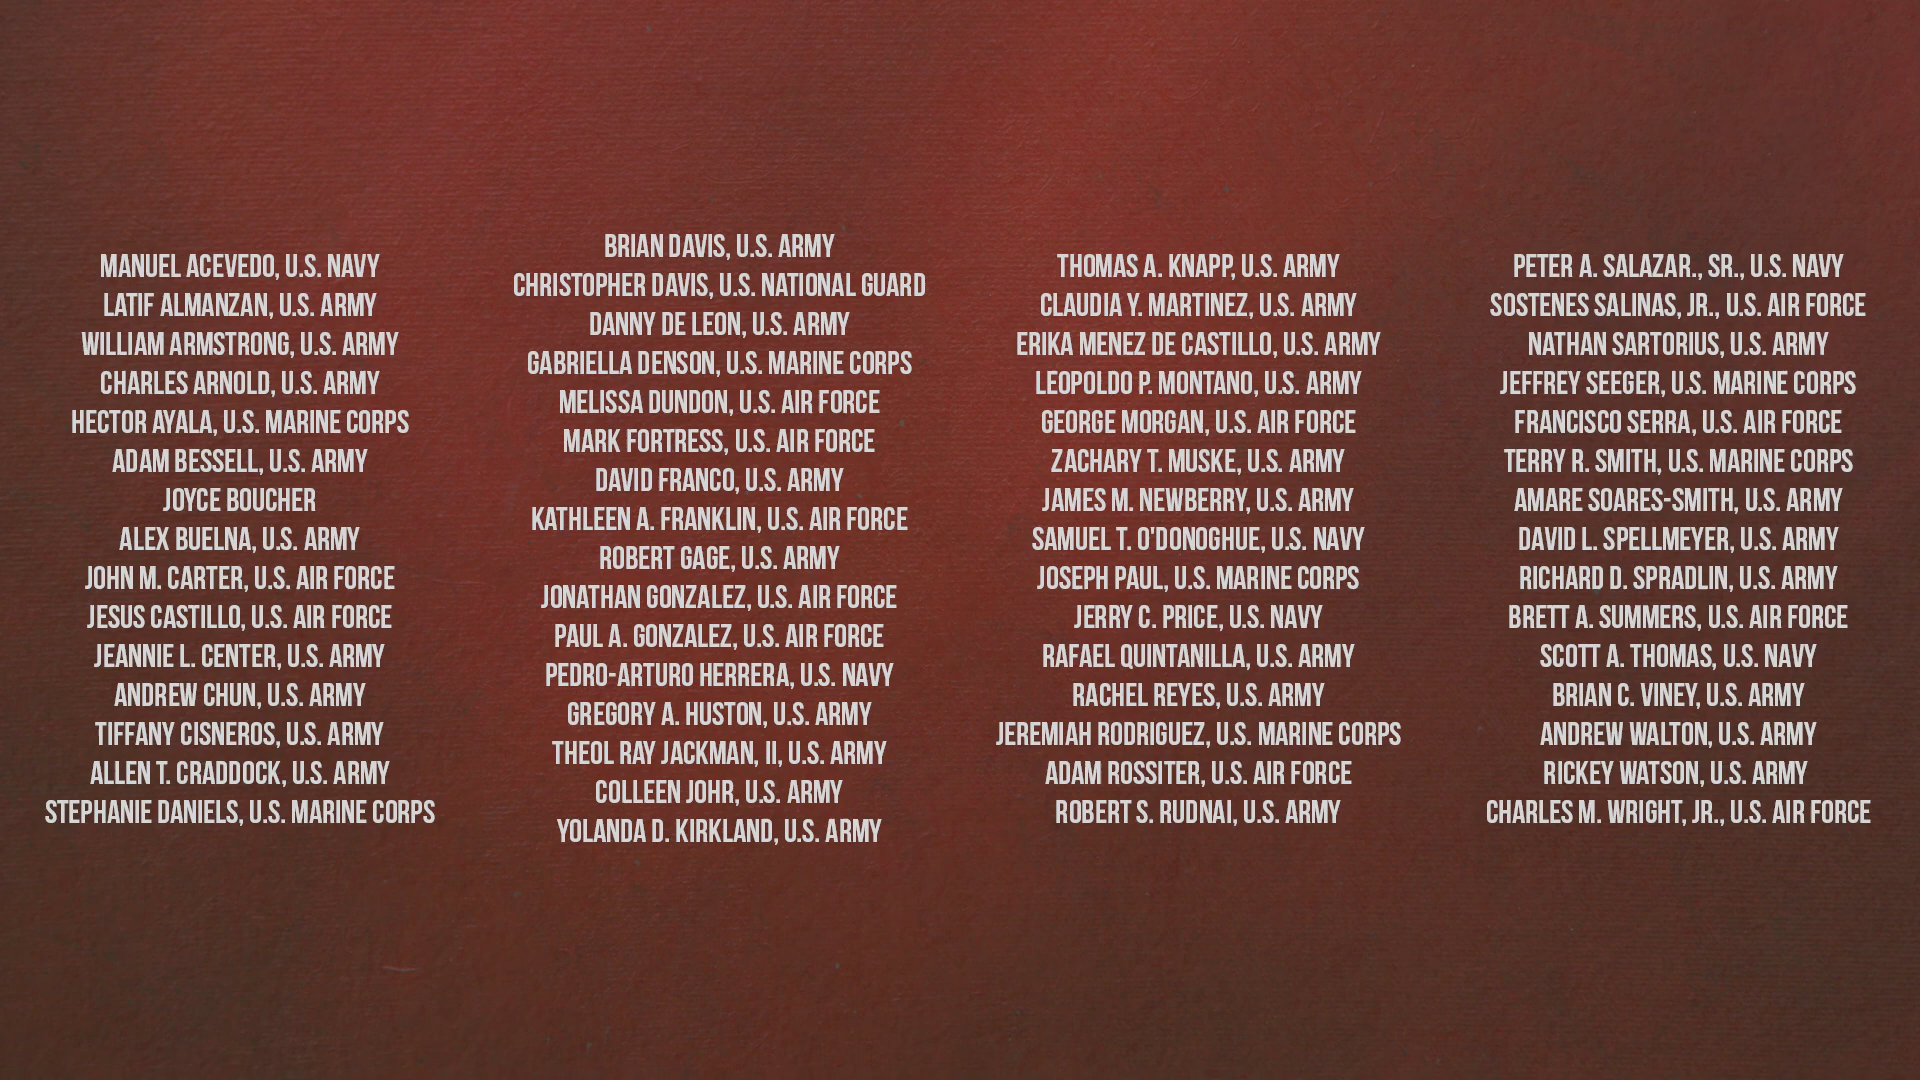 MANUEL ACEVEDO, U.S. NAVY
LATIF ALMANZAN, U.S. ARMY
WILLIAM ARMSTRONG, U.S. ARMY
CHARLES ARNOLD, U.S. ARMY
HECTOR AYALA, U.S. MARINE CORPS
ADAM BESSELL, U.S. ARMY
JOYCE BOUCHER
ALEX BUELNA, U.S. ARMY
JOHN M. CARTER, U.S. AIR FORCE
JESUS CASTILLO, U.S. AIR FORCE
JEANNIE L. CENTER, U.S. ARMY
ANDREW CHUN, U.S. ARMY
TIFFANY CISNEROS, U.S. ARMY
ALLEN T. CRADDOCK, U.S. ARMY
STEPHANIE DANIELS, U.S. MARINE CORPS
BRIAN DAVIS, U.S. ARMY
CHRISTOPHER DAVIS, U.S. NATIONAL GUARD
DANNY DE LEON, U.S. ARMY
GABRIELLA DENSON, U.S. MARINE CORPS
MELISSA DUNDON, U.S. AIR FORCE
MARK FORTRESS, U.S. AIR FORCE
DAVID FRANCO, U.S. ARMY
KATHLEEN A. FRANKLIN, U.S. AIR FORCE
ROBERT GAGE, U.S. ARMY
JONATHAN GONZALEZ, U.S. AIR FORCE
PAUL A. GONZALEZ, U.S. AIR FORCE
PEDRO-ARTURO HERRERA, U.S. NAVY
GREGORY A. HUSTON, U.S. ARMY
THEOL RAY JACKMAN, II, U.S. ARMY
COLLEEN JOHR, U.S. ARMY
YOLANDA D. KIRKLAND, U.S. ARMY
THOMAS A. KNAPP, U.S. ARMY
CLAUDIA Y. MARTINEZ, U.S. ARMY
ERIKA MENEZ DE CASTILLO, U.S. ARMY
LEOPOLDO P. MONTANO, U.S. ARMY
GEORGE MORGAN, U.S. AIR FORCE
ZACHARY T. MUSKE, U.S. ARMY
JAMES M. NEWBERRY, U.S. ARMY
SAMUEL T. O'DONOGHUE, U.S. NAVY
JOSEPH PAUL, U.S. MARINE CORPS
JERRY C. PRICE, U.S. NAVY
RAFAEL QUINTANILLA, U.S. ARMY
RACHEL REYES, U.S. ARMY
JEREMIAH RODRIGUEZ, U.S. MARINE CORPS
ADAM ROSSITER, U.S. AIR FORCE
ROBERT S. RUDNAI, U.S. ARMY
PETER A. SALAZAR., SR., U.S. NAVY
SOSTENES SALINAS, JR., U.S. AIR FORCE
NATHAN SARTORIUS, U.S. ARMY
JEFFREY SEEGER, U.S. MARINE CORPS
FRANCISCO SERRA, U.S. AIR FORCE
TERRY R. SMITH, U.S. MARINE CORPS
AMARE SOARES-SMITH, U.S. ARMY
DAVID L. SPELLMEYER, U.S. ARMY
RICHARD D. SPRADLIN, U.S. ARMY
BRETT A. SUMMERS, U.S. AIR FORCE
SCOTT A. THOMAS, U.S. NAVY
BRIAN C. VINEY, U.S. ARMY
ANDREW WALTON, U.S. ARMY
RICKEY WATSON, U.S. ARMY
CHARLES M. WRIGHT, JR., U.S. AIR FORCE